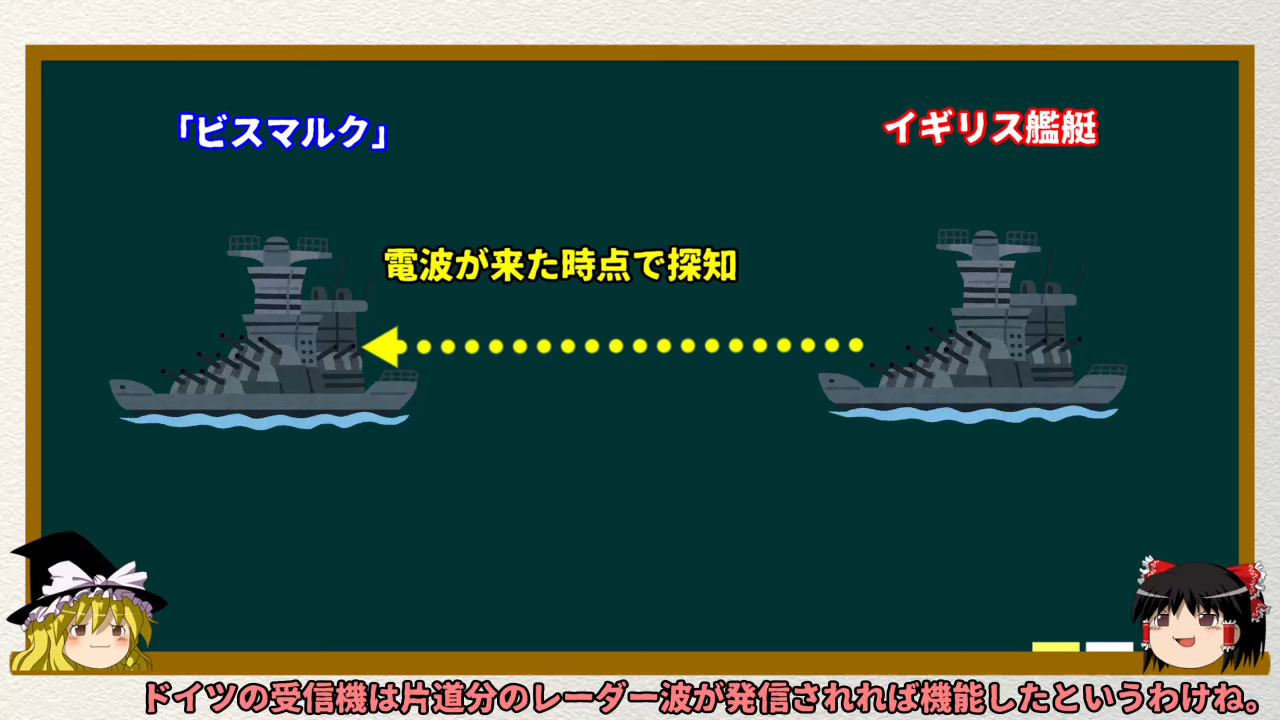 「ビスマルク」
イギリス艦艇
電波が来た時点で探知
ドイツの受信機は片道分のレーダー波が発信されれば機能したというわけね。